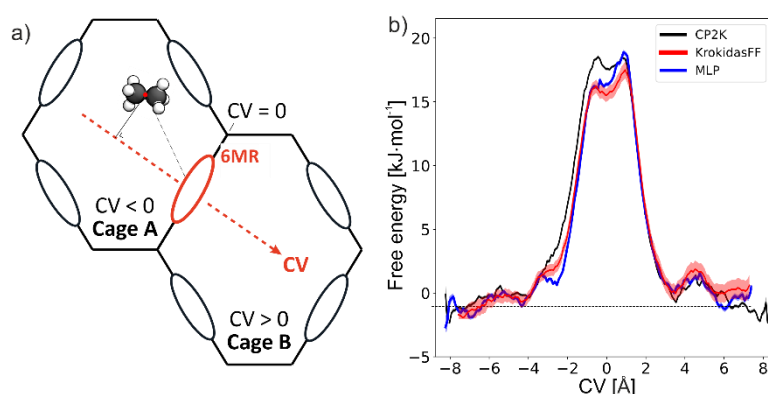 a)
CV = 0
6MR
CV < 0
Cage A
CV
CV > 0
Cage B
b)
CP2K
KrokidasFF
MLP
Free energy [kJ·mol⁻¹]
20
15
10
5
0
−5
−8 −6 −4 −2 0 2 4 6 8
CV [Å]